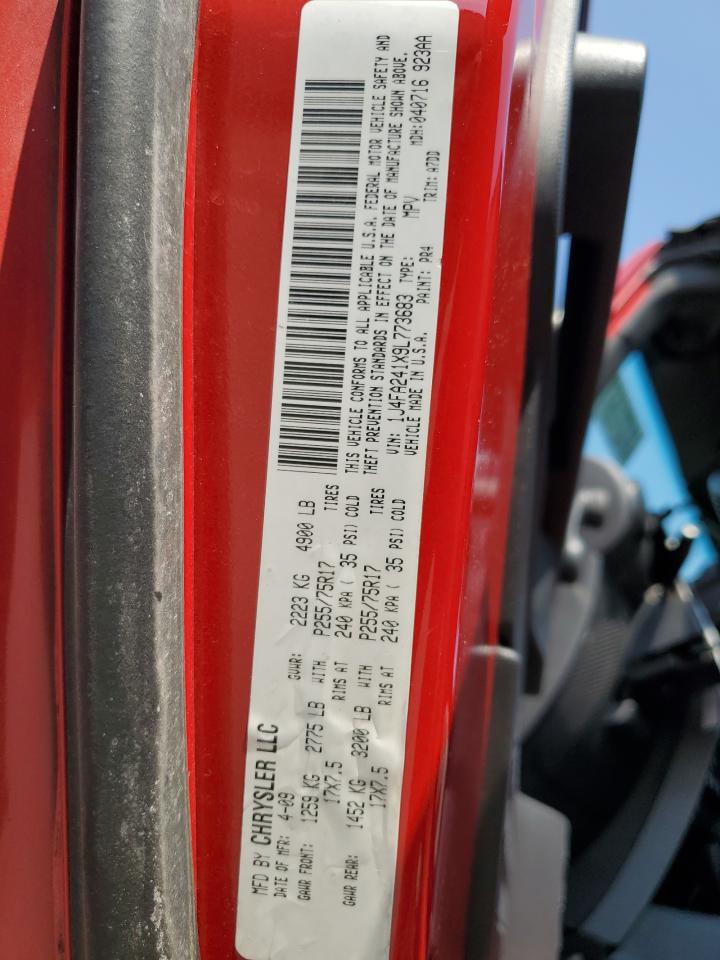 MFD BY CHRYSLER LLC
DATE OF MFR: 4-09 GVWR: 2223 KG 4900 LB
GAWR FRONT: 1259 KG 2775 LB WITH P255/75R17 TIRES
17X7.5 RIMS AT 240 KPA ( 35 PSI) COLD
GAWR REAR: 1452 KG 3200 LB WITH P255/75R17 TIRES
17X7.5 RIMS AT 240 KPA ( 35 PSI) COLD
THIS VEHICLE CONFORMS TO ALL APPLICABLE U.S.A. FEDERAL MOTOR VEHICLE SAFETY AND
THEFT PREVENTION STANDARDS IN EFFECT ON THE DATE OF MANUFACTURE SHOWN ABOVE.
VIN: 1J4FA241X9L773683 TYPE: MPV MDH:040716 923AA
VEHICLE MADE IN U.S.A. PAINT: PR4 TRIM: A7DD